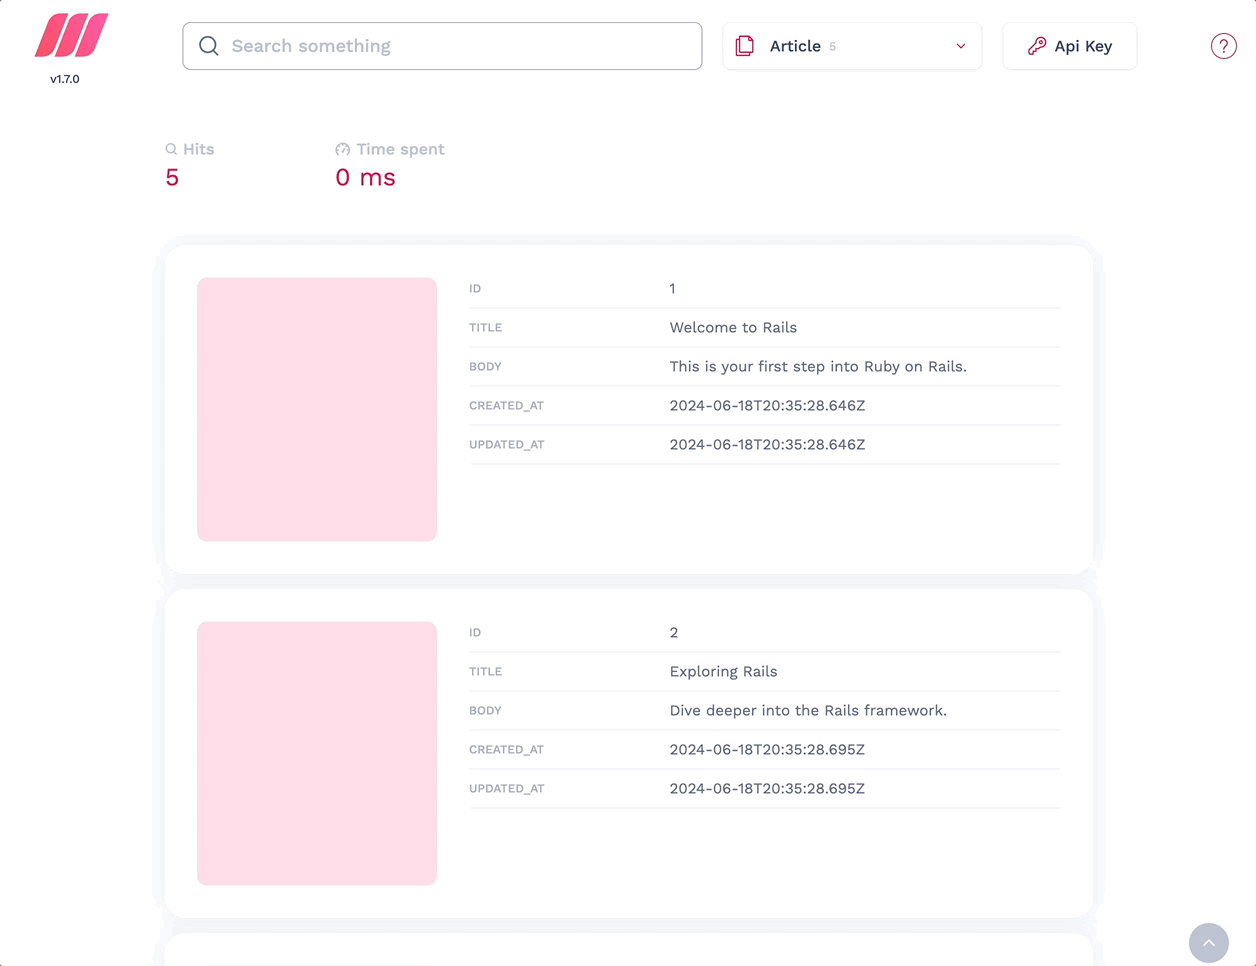 v1.7.0
Search something
Article 5
Api Key
?
Hits
5
Time spent
0 ms
ID 1
TITLE Welcome to Rails
BODY This is your first step into Ruby on Rails.
CREATED_AT 2024-06-18T20:35:28.646Z
UPDATED_AT 2024-06-18T20:35:28.646Z
ID 2
TITLE Exploring Rails
BODY Dive deeper into the Rails framework.
CREATED_AT 2024-06-18T20:35:28.695Z
UPDATED_AT 2024-06-18T20:35:28.695Z